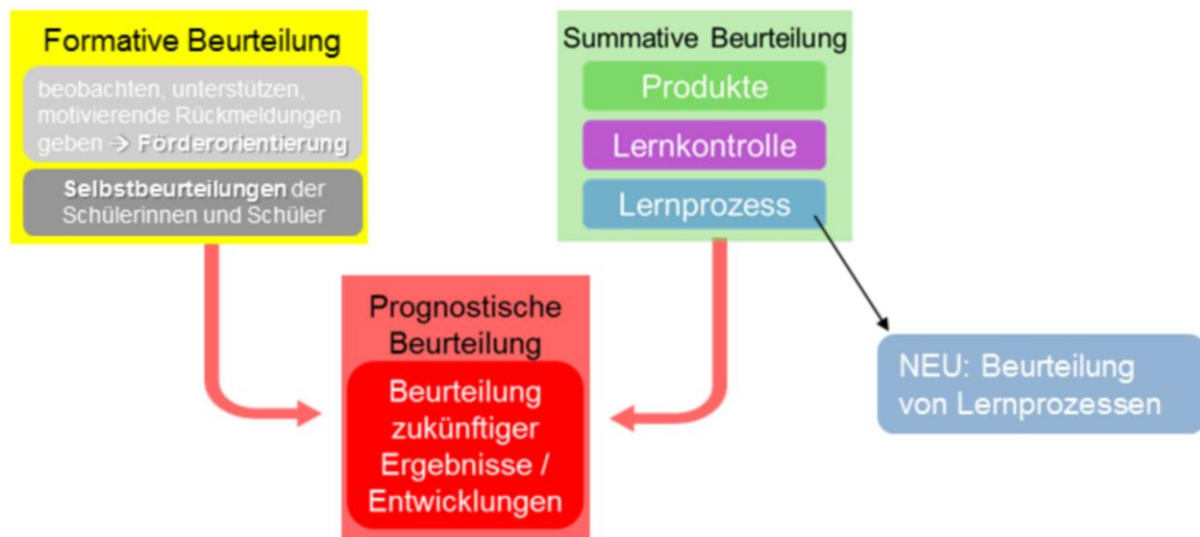 Formative Beurteilung
beobachten, unterstützen,
motivierende Rückmeldungen
geben → Förderorientierung
Selbstbeurteilungen der
Schülerinnen und Schüler
Summative Beurteilung
Produkte
Lernkontrolle
Lernprozess
Prognostische
Beurteilung
Beurteilung
zukünftiger
Ergebnisse /
Entwicklungen
NEU: Beurteilung
von Lernprozessen